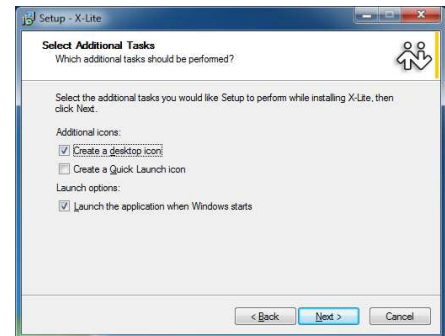 Setup - X-Lite
Select Additional Tasks
Which additional tasks should be performed?
Select the additional tasks you would like Setup to perform while installing X-Lite, then
click Next.
Additional icons:
Create a desktop icon
Create a Quick Launch icon
Launch options:
Launch the application when Windows starts
< Back
Next >
Cancel